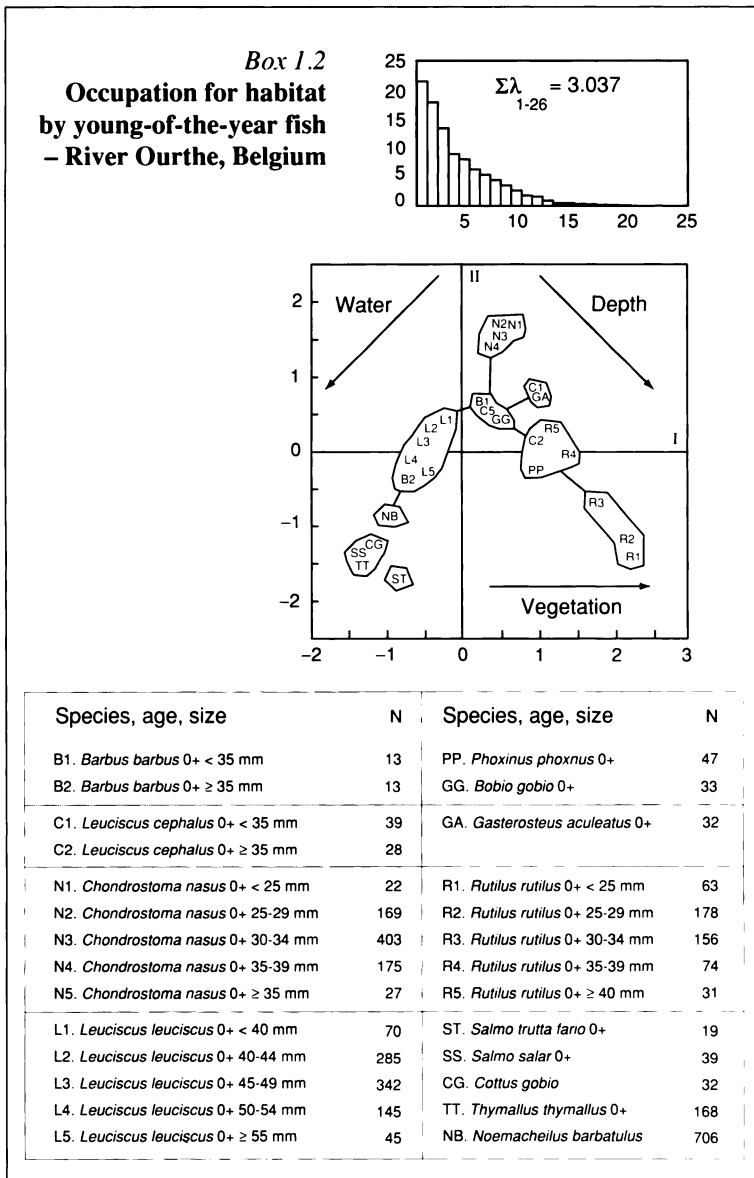 Box 1.2
Occupation for habitat
by young-of-the-year fish
– River Ourthe, Belgium
25
20
15
10
5
0
Σλ 1-26 = 3.037
5 10 15 20 25
2
1
0
−1
−2
II
Water
Depth
N2 N1
N3
N4
C1
GA
B1
C5
GG
L1
L2
L3
L4
L5
B2
R5
C2
R4
PP
I
NB
R3
R2
R1
CG
SS
TT
ST
Vegetation
-2 −1 0 1 2 3
Species, age, size N
B1. Barbus barbus 0+ < 35 mm 13
B2. Barbus barbus 0+ ≥ 35 mm 13
C1. Leuciscus cephalus 0+ < 35 mm 39
C2. Leuciscus cephalus 0+ ≥ 35 mm 28
N1. Chondrostoma nasus 0+ < 25 mm 22
N2. Chondrostoma nasus 0+ 25-29 mm 169
N3. Chondrostoma nasus 0+ 30-34 mm 403
N4. Chondrostoma nasus 0+ 35-39 mm 175
N5. Chondrostoma nasus 0+ ≥ 35 mm 27
L1. Leuciscus leuciscus 0+ < 40 mm 70
L2. Leuciscus leuciscus 0+ 40-44 mm 285
L3. Leuciscus leuciscus 0+ 45-49 mm 342
L4. Leuciscus leuciscus 0+ 50-54 mm 145
L5. Leuciscus leuciscus 0+ ≥ 55 mm 45
Species, age, size N
PP. Phoxinus phoxnus 0+ 47
GG. Bobio gobio 0+ 33
GA. Gasterosteus aculeatus 0+ 32
R1. Rutilus rutilus 0+ < 25 mm 63
R2. Rutilus rutilus 0+ 25-29 mm 178
R3. Rutilus rutilus 0+ 30-34 mm 156
R4. Rutilus rutilus 0+ 35-39 mm 74
R5. Rutilus rutilus 0+ ≥ 40 mm 31
ST. Salmo trutta fario 0+ 19
SS. Salmo salar 0+ 39
CG. Cottus gobio 32
TT. Thymallus thymallus 0+ 168
NB. Noemacheilus barbatulus 706